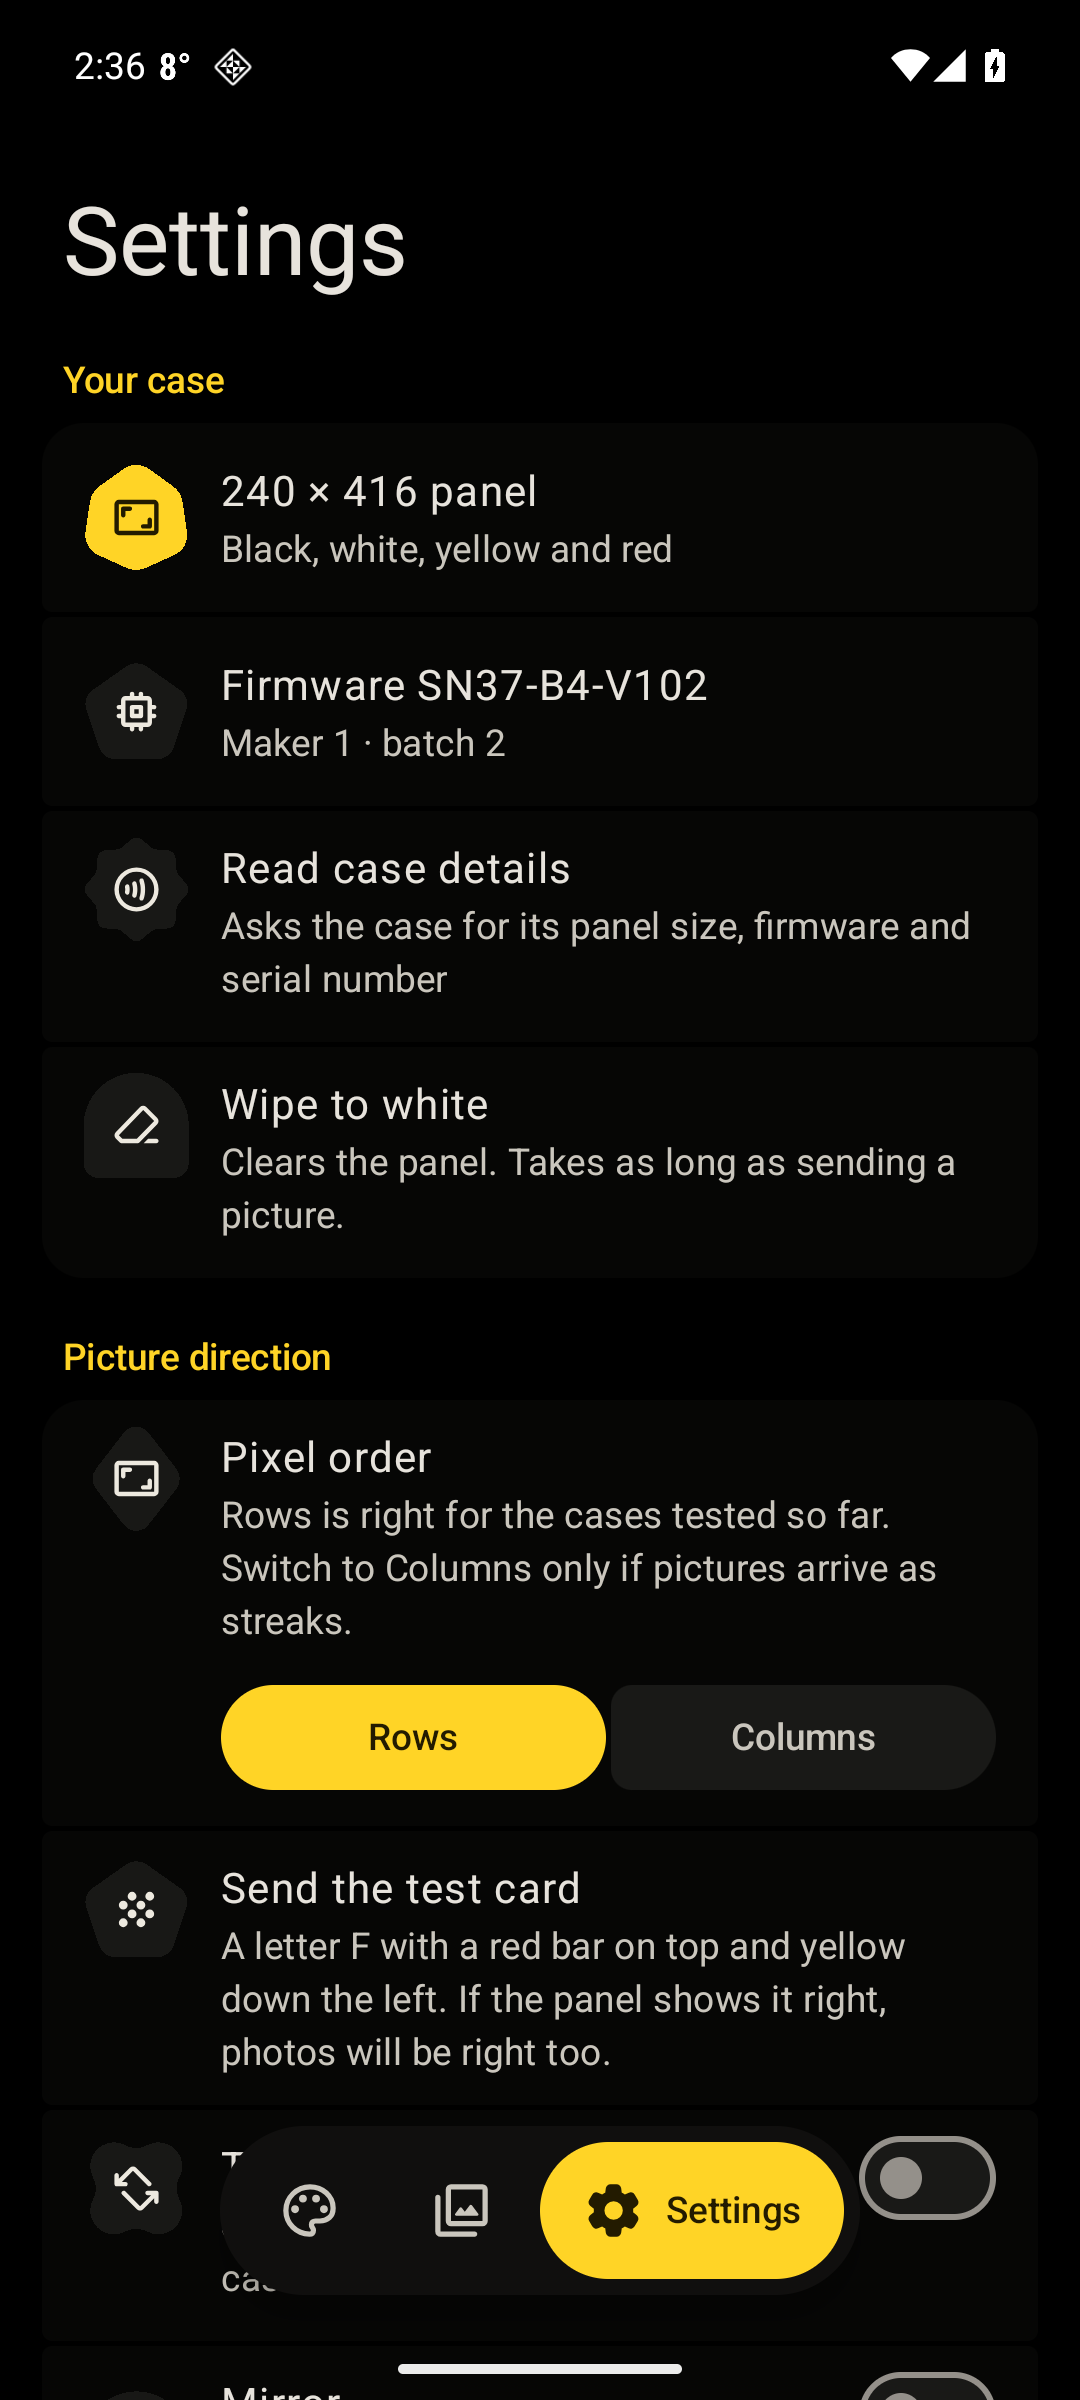 2:36 8°
Settings
Your case
240 × 416 panel
Black, white, yellow and red
Firmware SN37-B4-V102
Maker 1 · batch 2
Read case details
Asks the case for its panel size, firmware and
serial number
Wipe to white
Clears the panel. Takes as long as sending a
picture.
Picture direction
Pixel order
Rows is right for the cases tested so far.
Switch to Columns only if pictures arrive as
streaks.
Rows
Columns
Send the test card
A letter F with a red bar on top and yellow
down the left. If the panel shows it right,
photos will be right too.
Settings
Mirror